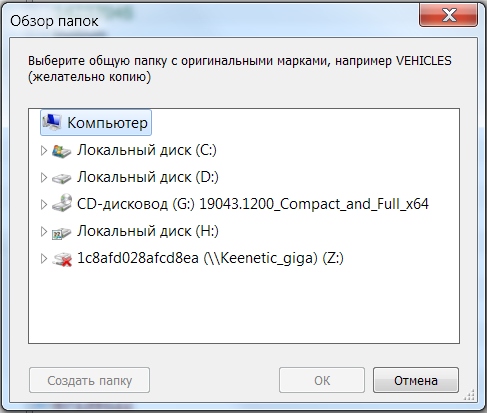 Обзор папок
Выберите общую папку с оригинальными марками, например VEHICLES
(желательно копию)
Компьютер
Локальный диск (C:)
Локальный диск (D:)
CD-дисковод (G:) 19043.1200_Compact_and_Full_x64
Локальный диск (H:)
1c8afd028afcd8ea (\\Keenetic_giga) (Z:)
Создать папку
ОК
Отмена